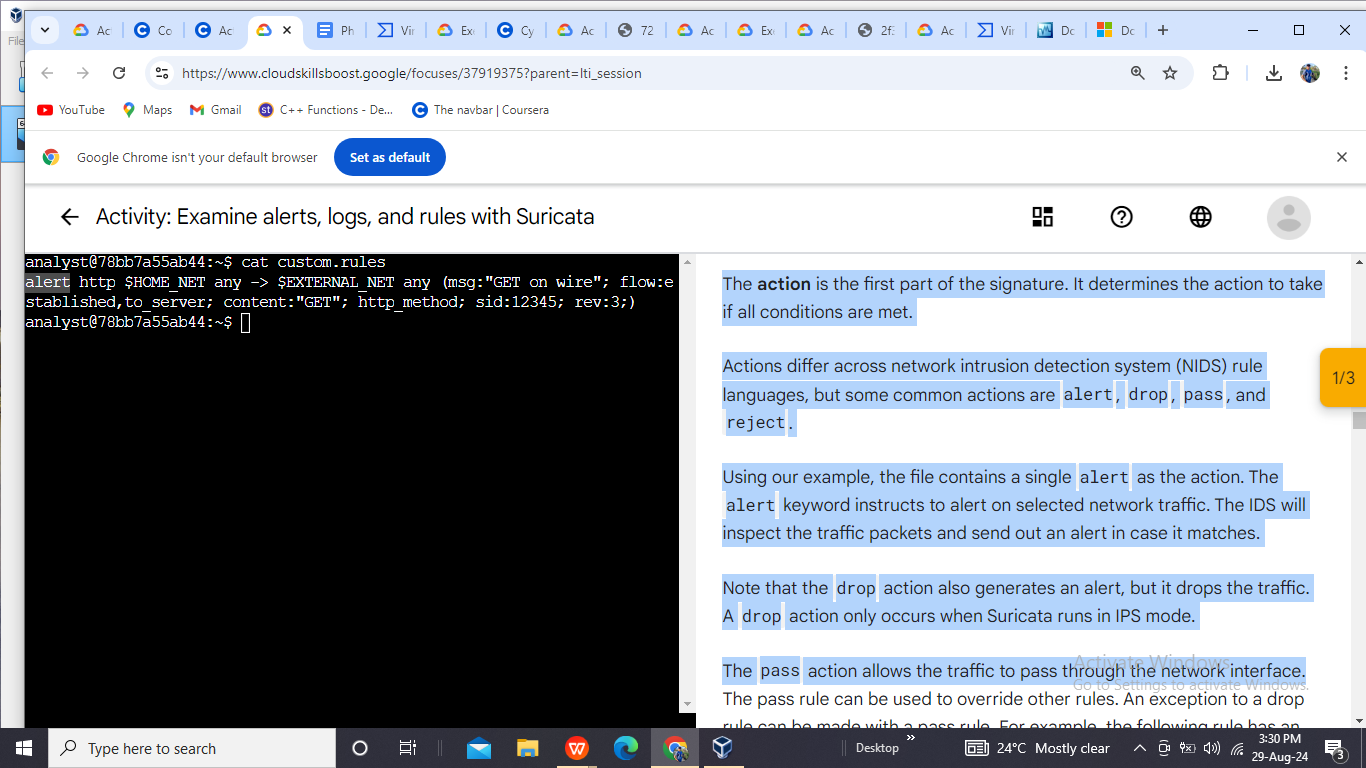 File
Ac
Co
Ac
Ph
Vir
Ex
Cy
Ac
72
Ac
Ex
Ac
2f
Ac
Vir
Dc
Dc
https://www.cloudskillsboost.google/focuses/37919375?parent=lti_session
YouTube
Maps
Gmail
C++ Functions - De...
The navbar | Coursera
Google Chrome isn't your default browser
Set as default
Activity: Examine alerts, logs, and rules with Suricata
analyst@78bb7a55ab44:~$ cat custom.rules
alert http $HOME_NET any -> $EXTERNAL_NET any (msg:"GET on wire"; flow:e
stablished,to_server; content:"GET"; http_method; sid:12345; rev:3;)
analyst@78bb7a55ab44:~$
The action is the first part of the signature. It determines the action to take
if all conditions are met.
Actions differ across network intrusion detection system (NIDS) rule
languages, but some common actions are alert, drop, pass, and
reject.
Using our example, the file contains a single alert as the action. The
alert keyword instructs to alert on selected network traffic. The IDS will
inspect the traffic packets and send out an alert in case it matches.
Note that the drop action also generates an alert, but it drops the traffic.
A drop action only occurs when Suricata runs in IPS mode.
The pass action allows the traffic to pass through the network interface.
The pass rule can be used to override other rules. An exception to a drop
rule can be made with a pass rule. For example, the following rule has an
1/3
Activate Windows
Go to Settings to activate Windows.
Type here to search
Desktop
24°C Mostly clear
3:30 PM
29-Aug-24
3